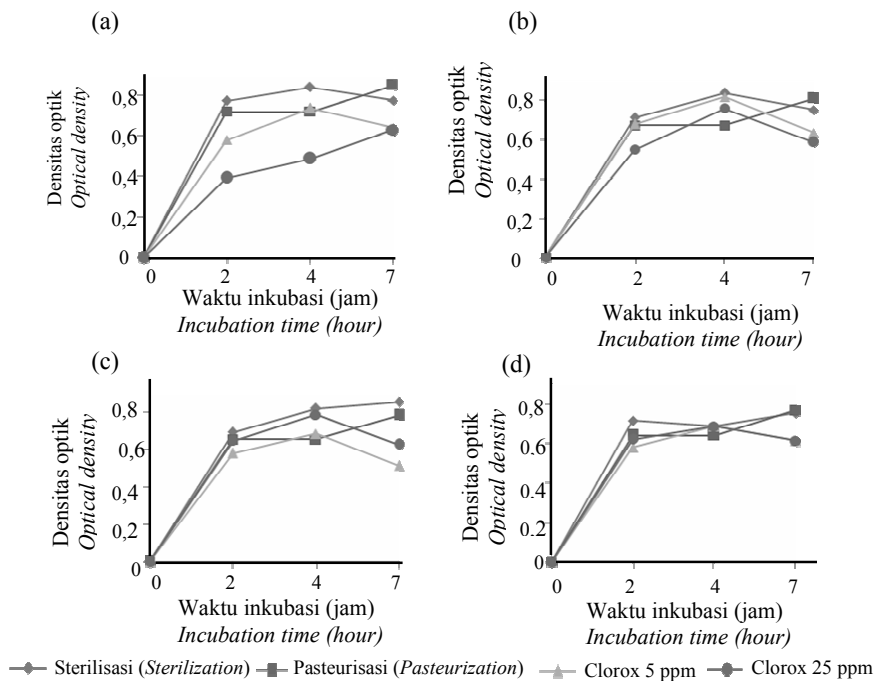 (a)
Densitas optik
Optical density
0,8
0,6
0,4
0,2
0
0 2 4 7
Waktu inkubasi (jam)
Incubation time (hour)
(b)
Densitas optik
Optical density
0,8
0,6
0,4
0,2
0
0 2 4 7
Waktu inkubasi (jam)
Incubation time (hour)
(c)
Densitas optik
Optical density
0,8
0,6
0,4
0,2
0
0 2 4 7
Waktu inkubasi (jam)
Incubation time (hour)
(d)
Densitas optik
Optical density
0,8
0,6
0,4
0,2
0
0 2 4 7
Waktu inkubasi (jam)
Incubation time (hour)
Sterilisasi (Sterilization) Pasteurisasi (Pasteurization) Clorox 5 ppm Clorox 25 ppm